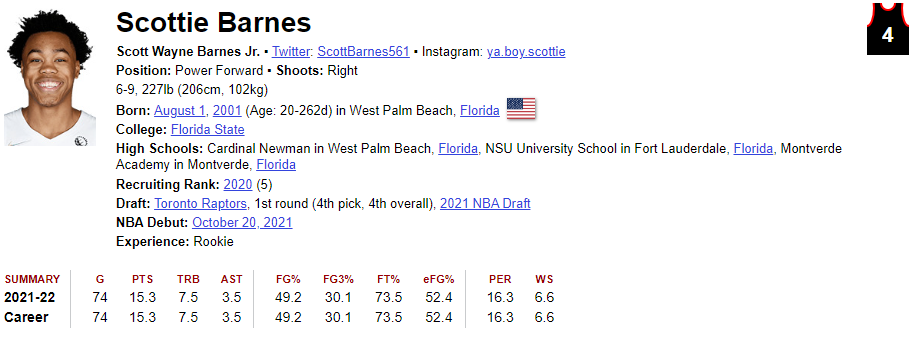 Scottie Barnes
4
Scott Wayne Barnes Jr. ▪ Twitter: ScottBarnes561 ▪ Instagram: ya.boy.scottie
Position: Power Forward ▪ Shoots: Right
6-9, 227lb (206cm, 102kg)
Born: August 1, 2001 (Age: 20-262d) in West Palm Beach, Florida
College: Florida State
High Schools: Cardinal Newman in West Palm Beach, Florida, NSU University School in Fort Lauderdale, Florida, Montverde
Academy in Montverde, Florida
Recruiting Rank: 2020 (5)
Draft: Toronto Raptors, 1st round (4th pick, 4th overall), 2021 NBA Draft
NBA Debut: October 20, 2021
Experience: Rookie
SUMMARY G PTS TRB AST FG% FG3% FT% eFG% PER WS
2021-22 74 15.3 7.5 3.5 49.2 30.1 73.5 52.4 16.3 6.6
Career 74 15.3 7.5 3.5 49.2 30.1 73.5 52.4 16.3 6.6